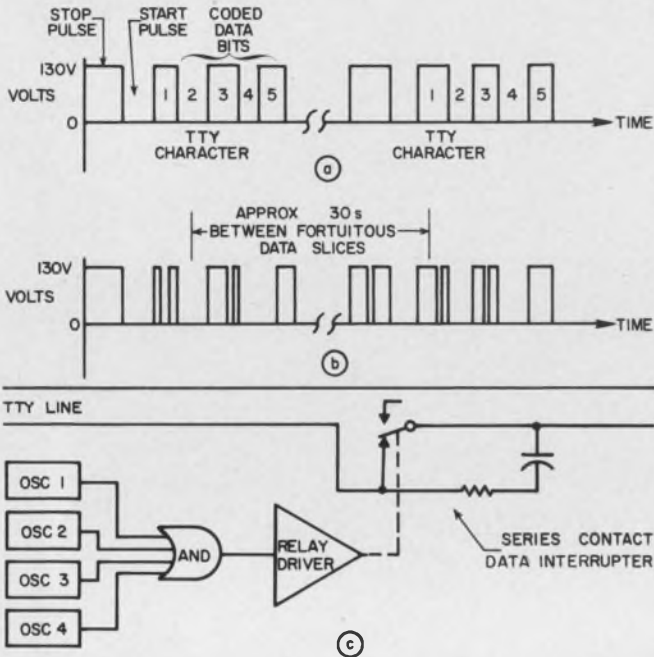 STOP PULSE
START PULSE
CODED DATA BITS
130V
VOLTS
0
1 2 3 4 5
1 2 3 4 5
TIME
TTY CHARACTER
TTY CHARACTER
a
APPROX 30 s
BETWEEN FORTUITOUS
DATA SLICES
130V
VOLTS
0
TIME
b
TTY LINE
OSC 1
OSC 2
OSC 3
OSC 4
AND
RELAY DRIVER
SERIES CONTACT
DATA INTERRUPTER
c